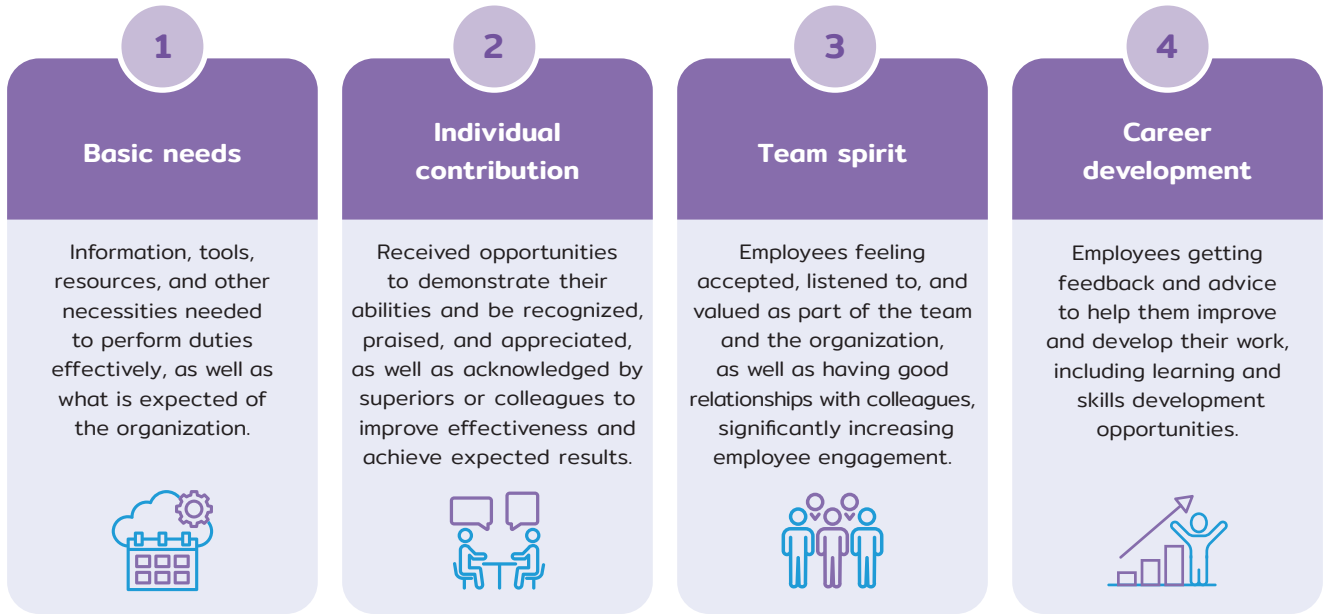 1
Basic needs
Information, tools,
resources, and other
necessities needed
to perform duties
effectively, as well as
what is expected of
the organization.
2
Individual
contribution
Received opportunities
to demonstrate their
abilities and be recognized,
praised, and appreciated,
as well as acknowledged by
superiors or colleagues to
improve effectiveness and
achieve expected results.
3
Team spirit
Employees feeling
accepted, listened to, and
valued as part of the team
and the organization,
as well as having good
relationships with colleagues,
significantly increasing
employee engagement.
4
Career
development
Employees getting
feedback and advice
to help them improve
and develop their work,
including learning and
skills development
opportunities.